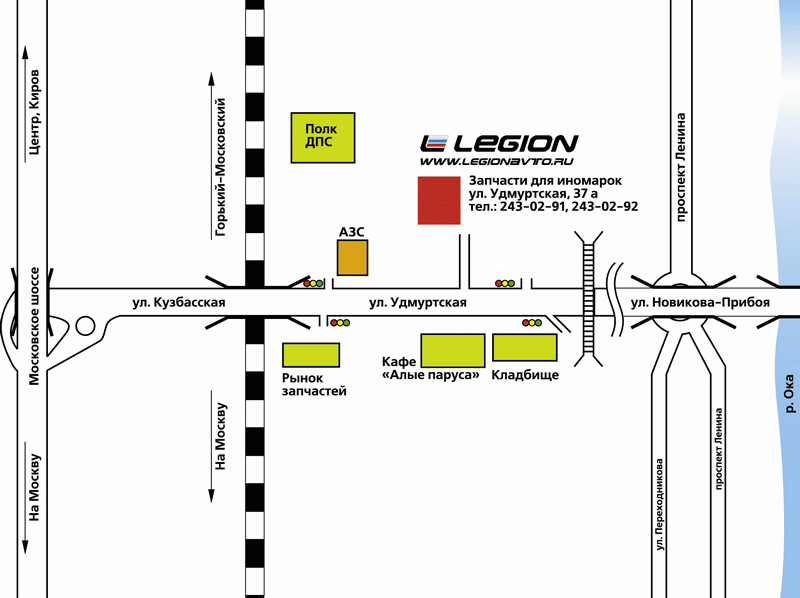 Центр, Киров
Горький-Московский
Полк
ДПС
LEGION
WWW.LEGIONAVTO.RU
Запчасти для иномарок
ул. Удмуртская, 37 а
тел.: 243-02-91, 243-02-92
проспект Ленина
АЗС
Московское шоссе
ул. Кузбасская
ул. Удмуртская
ул. Новикова-Прибоя
Рынок
запчастей
Кафе
«Алые паруса»
Кладбище
р. Ока
На Москву
На Москву
ул. Переходникова
проспект Ленина